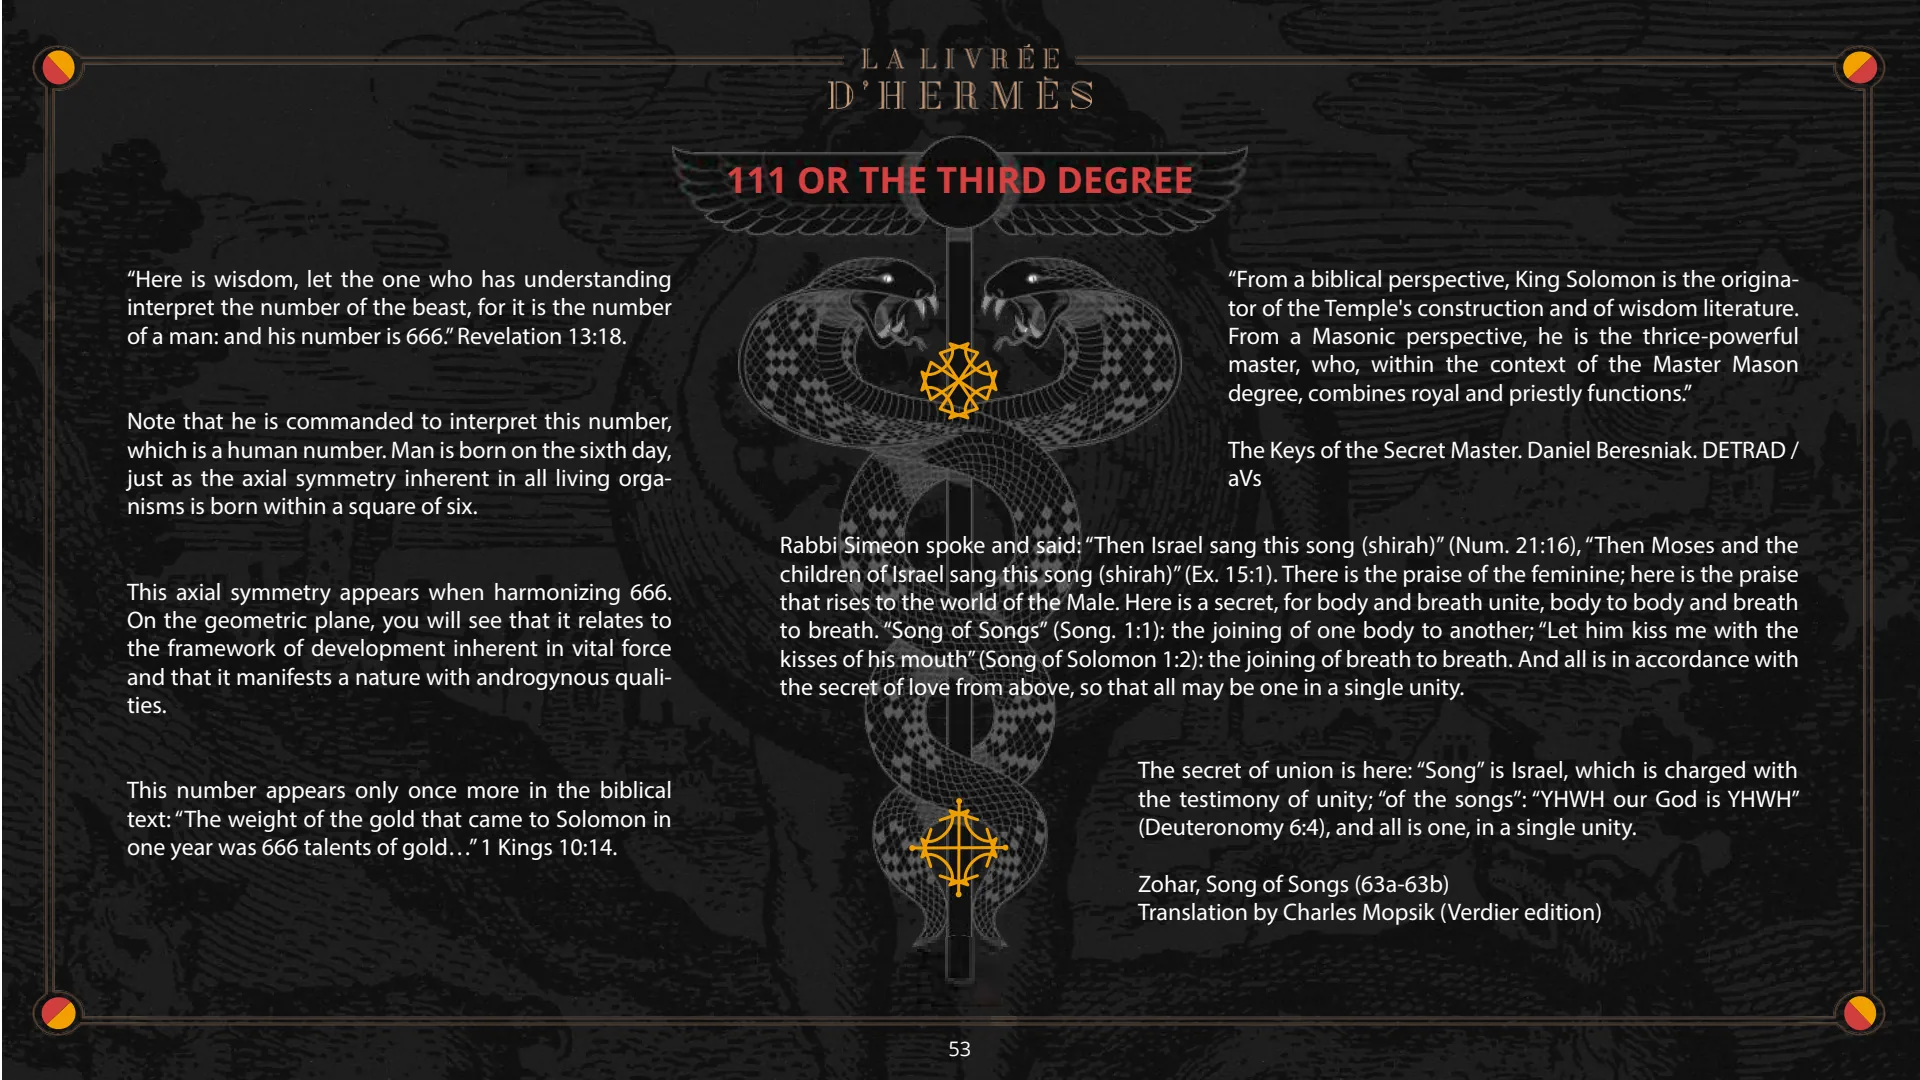 LA LIVRÉE
D'HERMÈS
111 OR THE THIRD DEGREE
“Here is wisdom, let the one who has understanding
interpret the number of the beast, for it is the number
of a man: and his number is 666.” Revelation 13:18.
Note that he is commanded to interpret this number,
which is a human number. Man is born on the sixth day,
just as the axial symmetry inherent in all living orga-
nisms is born within a square of six.
This axial symmetry appears when harmonizing 666.
On the geometric plane, you will see that it relates to
the framework of development inherent in vital force
and that it manifests a nature with androgynous quali-
ties.
This number appears only once more in the biblical
text: “The weight of the gold that came to Solomon in
one year was 666 talents of gold…” 1 Kings 10:14.
“From a biblical perspective, King Solomon is the origina-
tor of the Temple's construction and of wisdom literature.
From a Masonic perspective, he is the thrice-powerful
master, who, within the context of the Master Mason
degree, combines royal and priestly functions.”
The Keys of the Secret Master. Daniel Beresniak. DETRAD /
aVs
Rabbi Simeon spoke and said: “Then Israel sang this song (shirah)” (Num. 21:16), “Then Moses and the
children of Israel sang this song (shirah)” (Ex. 15:1). There is the praise of the feminine; here is the praise
that rises to the world of the Male. Here is a secret, for body and breath unite, body to body and breath
to breath. “Song of Songs” (Song. 1:1): the joining of one body to another; “Let him kiss me with the
kisses of his mouth” (Song of Solomon 1:2): the joining of breath to breath. And all is in accordance with
the secret of love from above, so that all may be one in a single unity.
The secret of union is here: “Song” is Israel, which is charged with
the testimony of unity; “of the songs”: “YHWH our God is YHWH”
(Deuteronomy 6:4), and all is one, in a single unity.
Zohar, Song of Songs (63a-63b)
Translation by Charles Mopsik (Verdier edition)
53